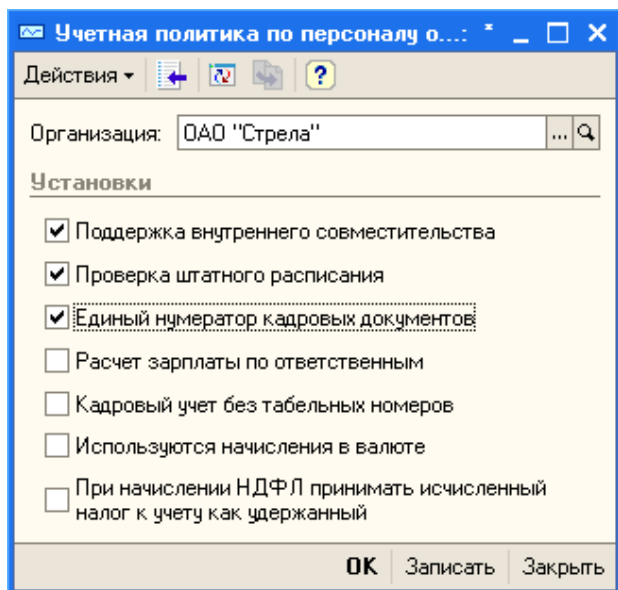 Учетная политика по персоналу о...: *
Действия
Организация: ОАО "Стрела" ...
Установки
Поддержка внутреннего совместительства
Проверка штатного расписания
Единый нумератор кадровых документов
Расчет зарплаты по ответственным
Кадровый учет без табельных номеров
Используются начисления в валюте
При начислении НДФЛ принимать исчисленный
налог к учету как удержанный
OK Записать Закрыть